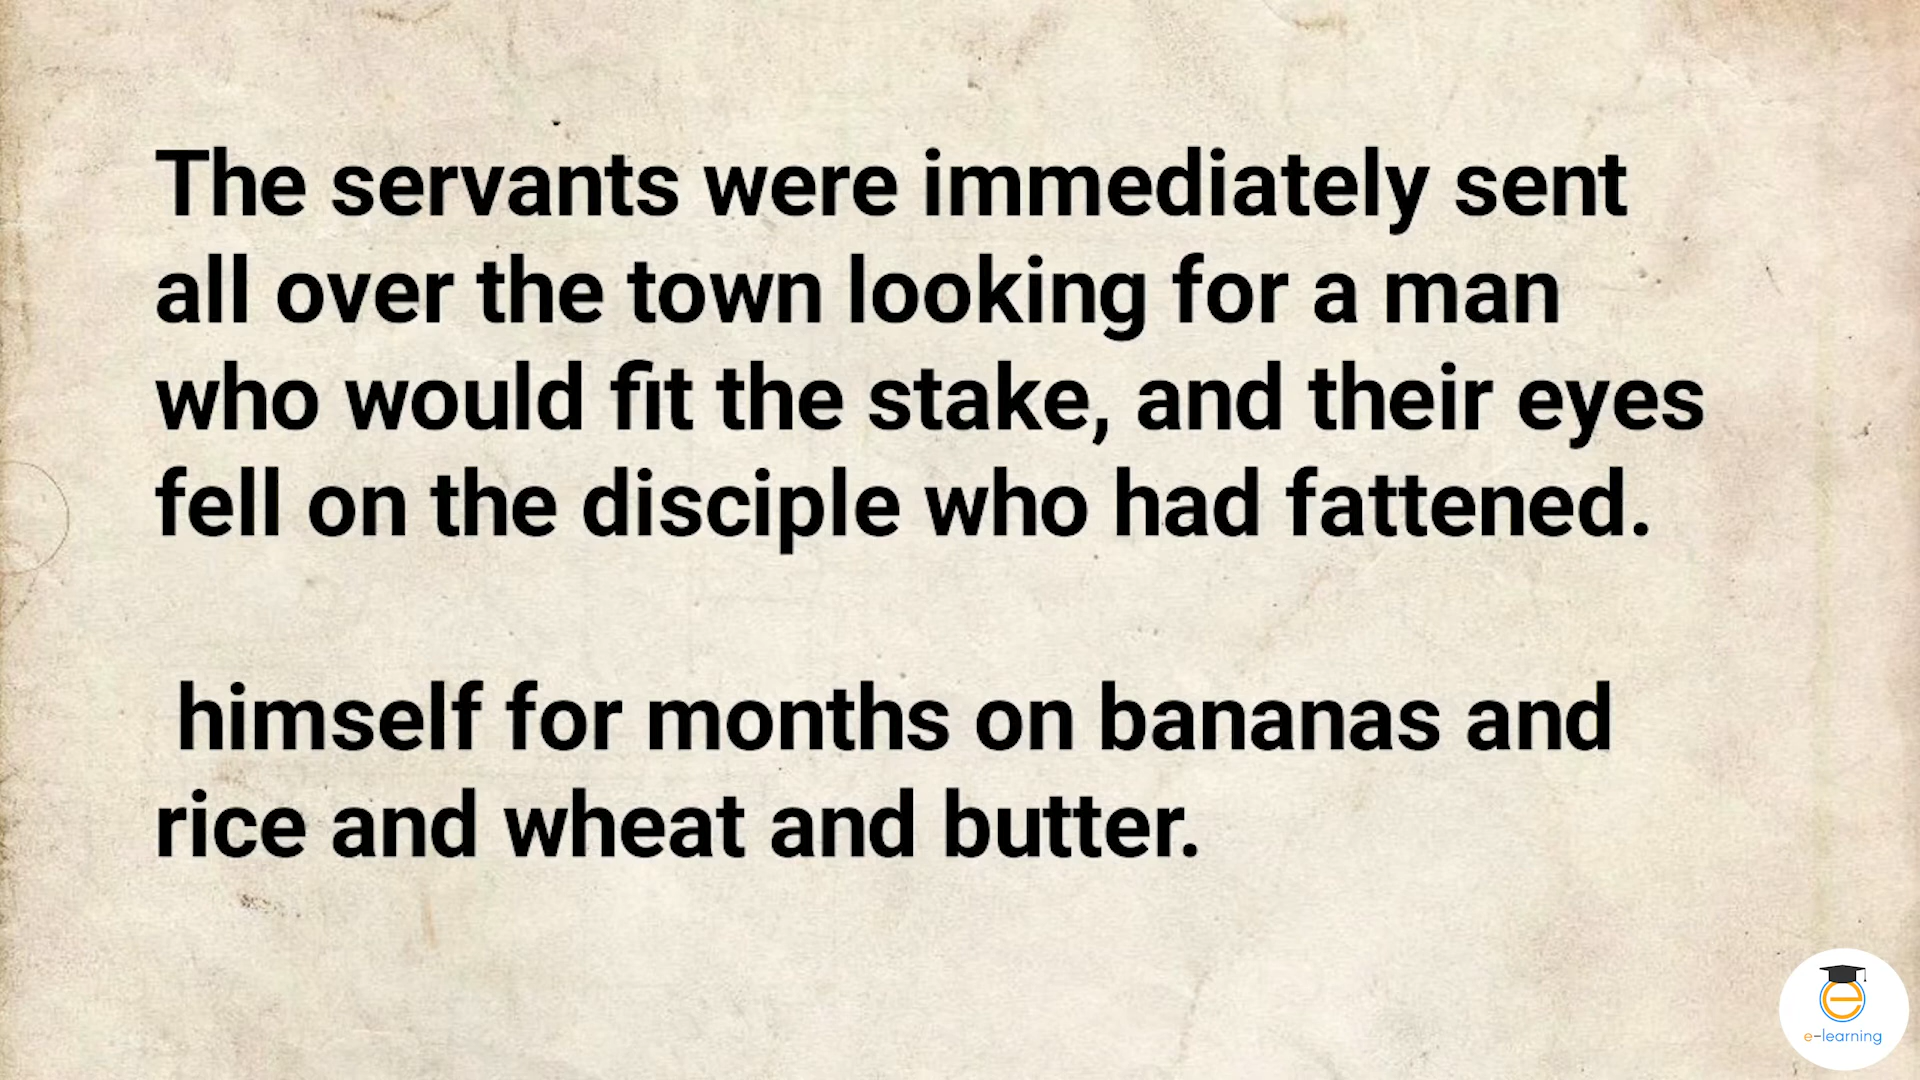 The servants were immediately sent
all over the town looking for a man
who would fit the stake, and their eyes
fell on the disciple who had fattened.
himself for months on bananas and
rice and wheat and butter.
e-learning